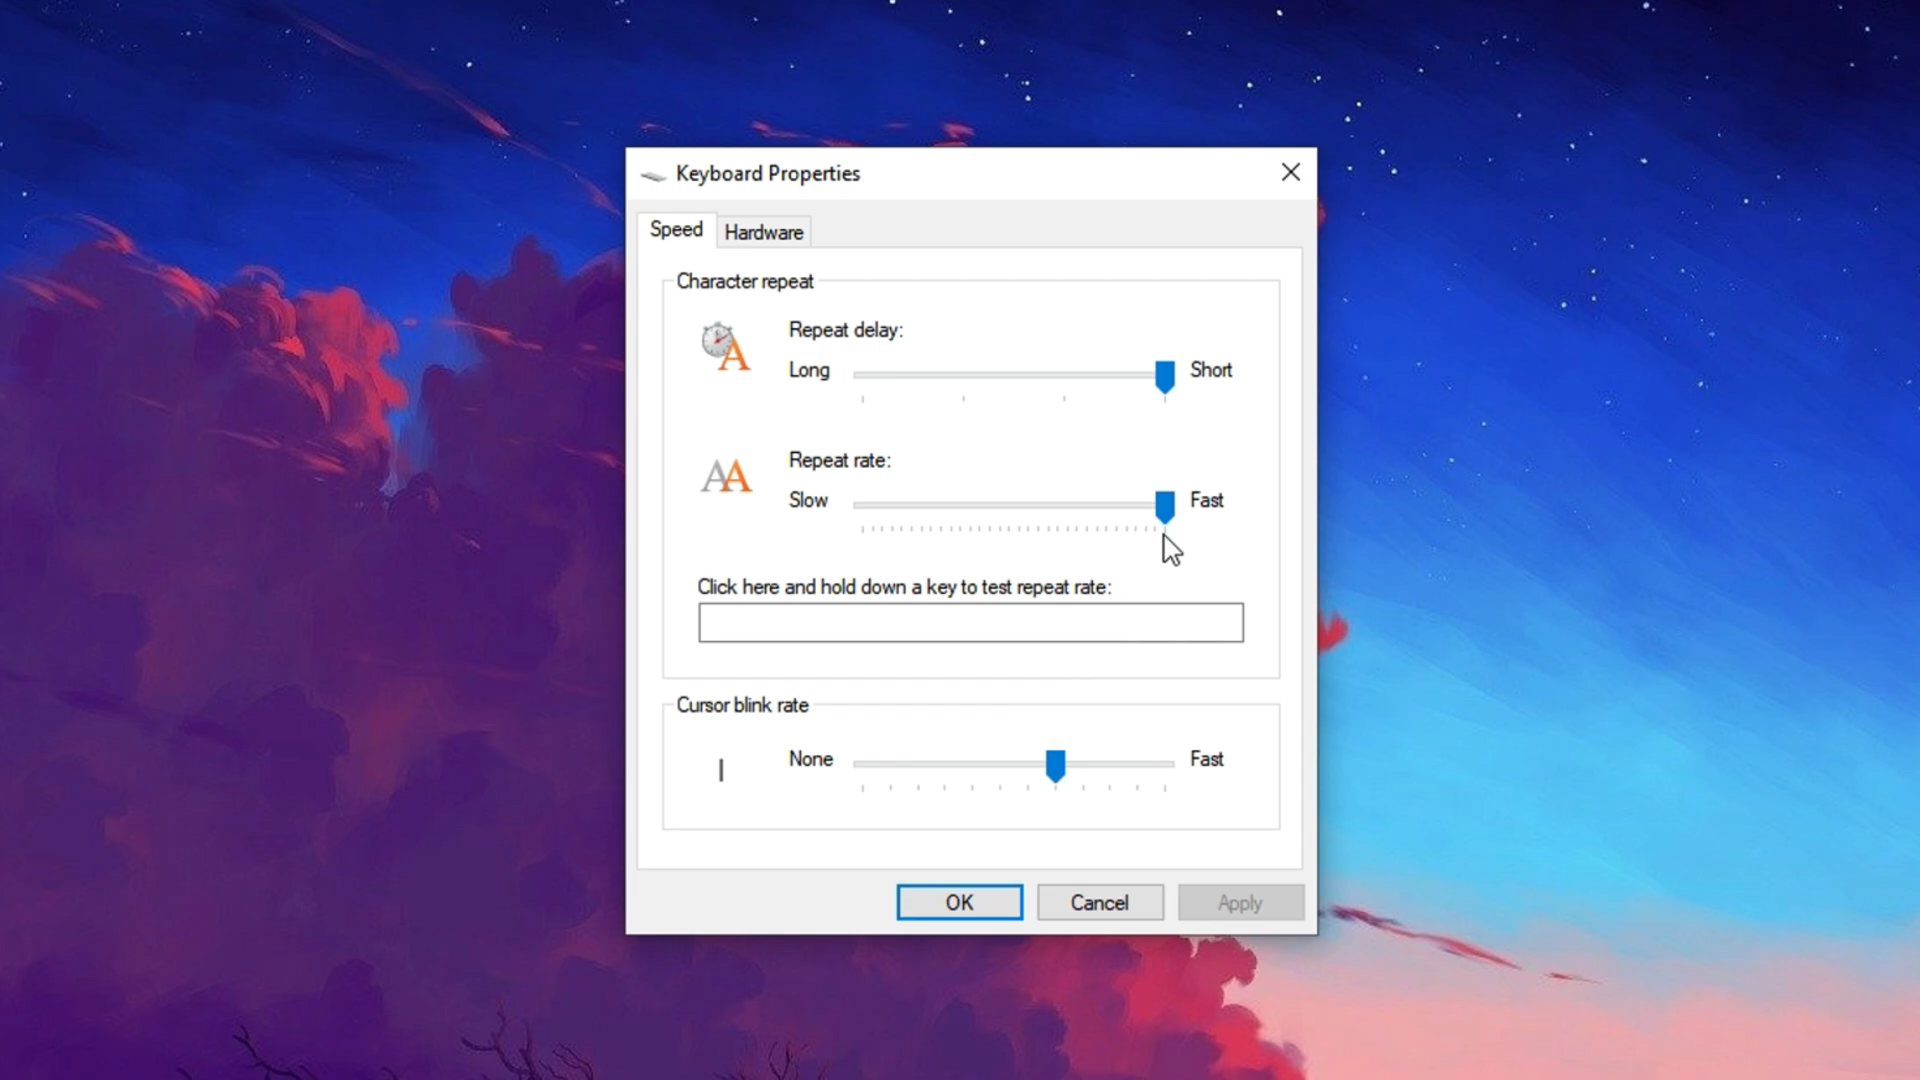 Keyboard Properties
Speed
Hardware
Character repeat
Repeat delay:
Long
Short
Repeat rate:
Slow
Fast
Click here and hold down a key to test repeat rate:
Cursor blink rate
None
Fast
OK
Cancel
Apply